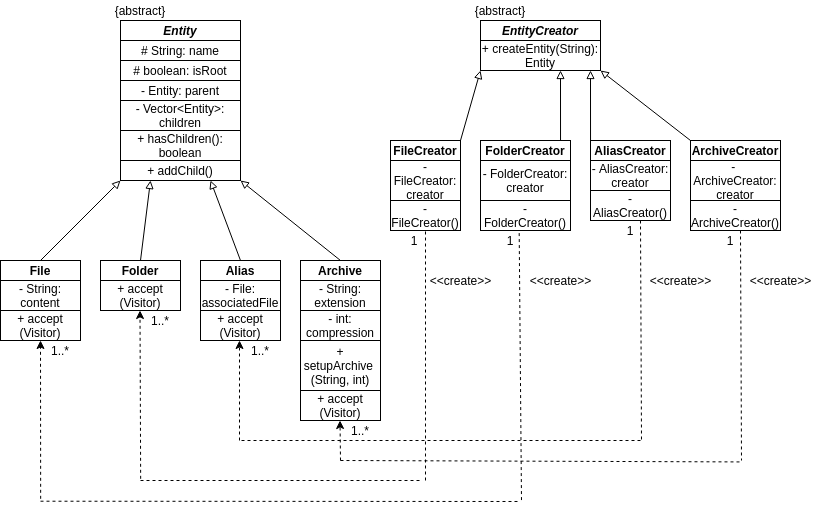 {abstract}
Entity
# String: name
# boolean: isRoot
- Entity: parent
- Vector<Entity>:
children
+ hasChildren():
boolean
+ addChild()
{abstract}
EntityCreator
+ createEntity(String):
Entity
FileCreator
-
FileCreator:
creator
-
FileCreator()
1
FolderCreator
- FolderCreator:
creator
-
FolderCreator()
1
AliasCreator
- AliasCreator:
creator
-
AliasCreator()
1
ArchiveCreator
-
ArchiveCreator:
creator
-
ArchiveCreator()
1
<<create>>
<<create>>
<<create>>
<<create>>
File
- String:
content
+ accept
(Visitor)
1..*
Folder
+ accept
(Visitor)
1..*
Alias
- File:
associatedFile
+ accept
(Visitor)
1..*
Archive
- String:
extension
- int:
compression
+
setupArchive
(String, int)
+ accept
(Visitor)
1..*